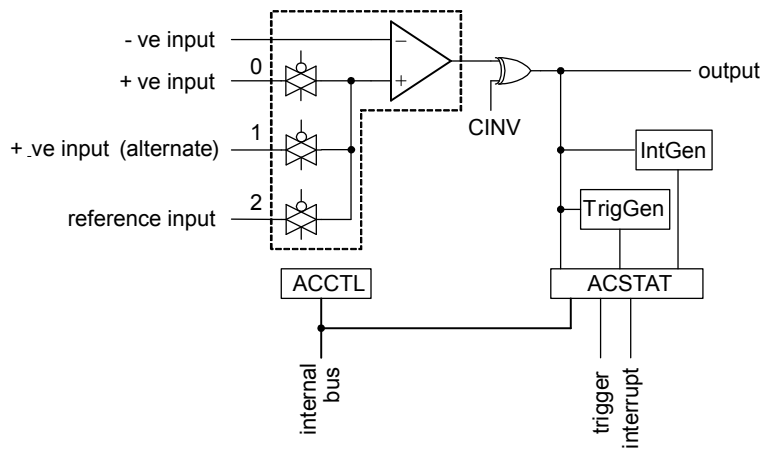 - ve input
0
+ ve input
−
+
output
CINV
1
+ -ve input (alternate)
IntGen
2
reference input
TrigGen
ACCTL
ACSTAT
internal
bus
trigger
interrupt